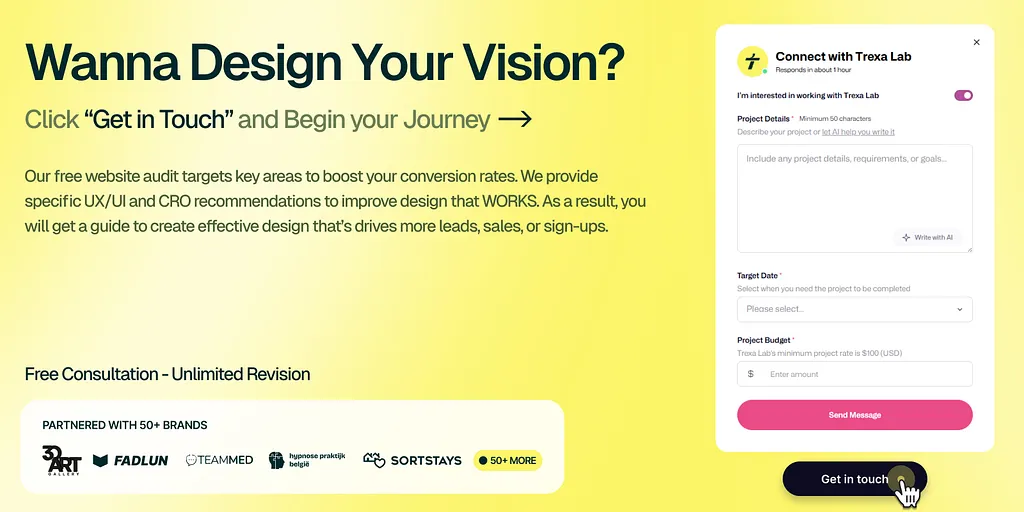 Wanna Design Your Vision?
Click “Get in Touch” and Begin your Journey →
Our free website audit targets key areas to boost your conversion rates. We provide
specific UX/UI and CRO recommendations to improve design that WORKS. As a result, you
will get a guide to create effective design that’s drives more leads, sales, or sign-ups.
Free Consultation - Unlimited Revision
PARTNERED WITH 50+ BRANDS
3D ART GALLERY
FADLUN
TEAMMED
hypnose praktijk
belgië
SORTSTAYS
50+ MORE
Connect with Trexa Lab
Responds in about 1 hour
I'm interested in working with Trexa Lab
Project Details * Minimum 50 characters
Describe your project or let AI help you write it
Include any project details, requirements, or goals...
Write with AI
Target Date *
Select when you need the project to be completed
Please select...
Project Budget *
Trexa Lab's minimum project rate is $100 (USD)
$ Enter amount
Send Message
Get in touch